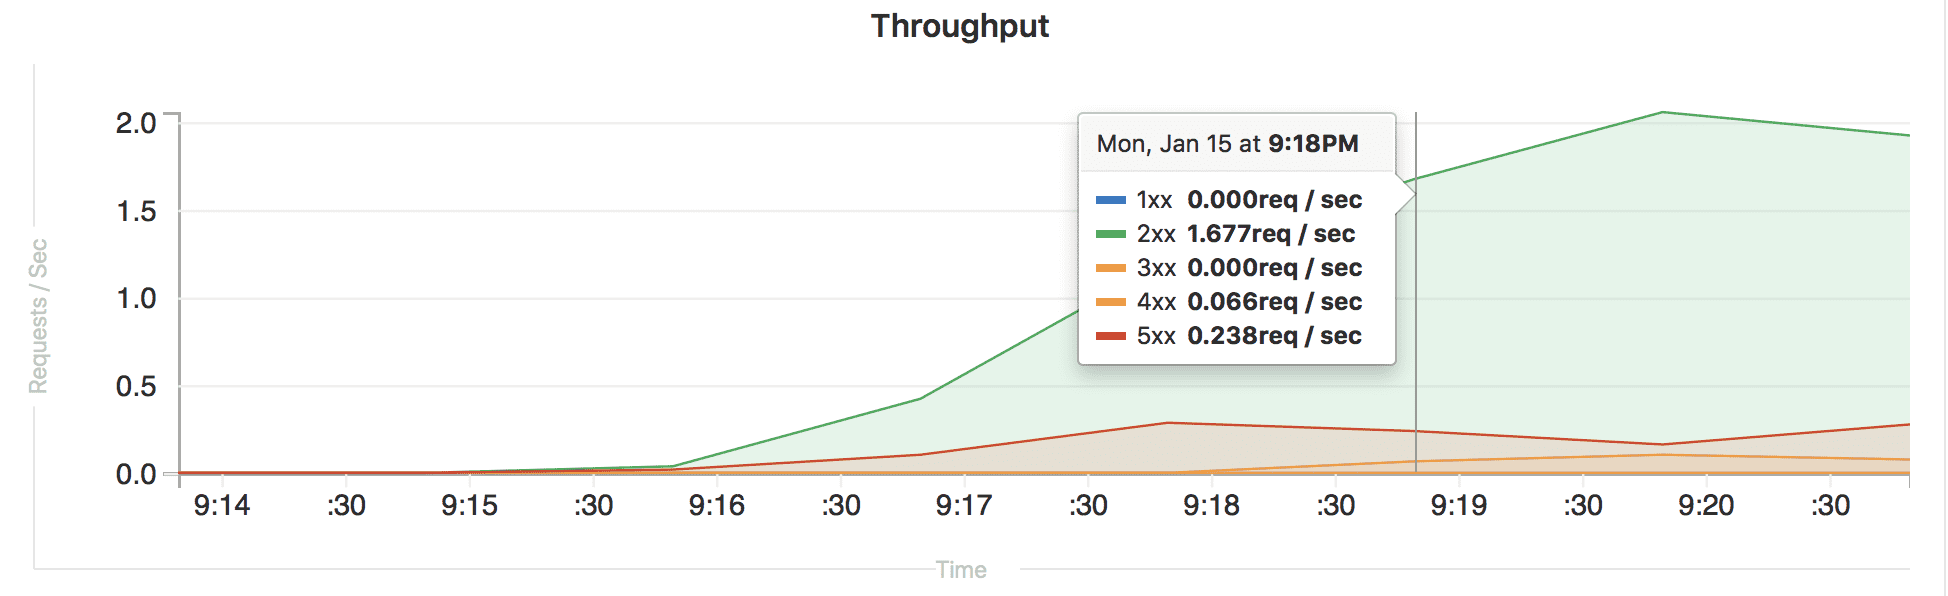 Throughput
Requests / Sec
2.0
1.5
1.0
0.5
0.0
Mon, Jan 15 at 9:18PM
1xx 0.000req / sec
2xx 1.677req / sec
3xx 0.000req / sec
4xx 0.066req / sec
5xx 0.238req / sec
9:14 :30 9:15 :30 9:16 :30 9:17 :30 9:18 :30 9:19 :30 9:20 :30
Time